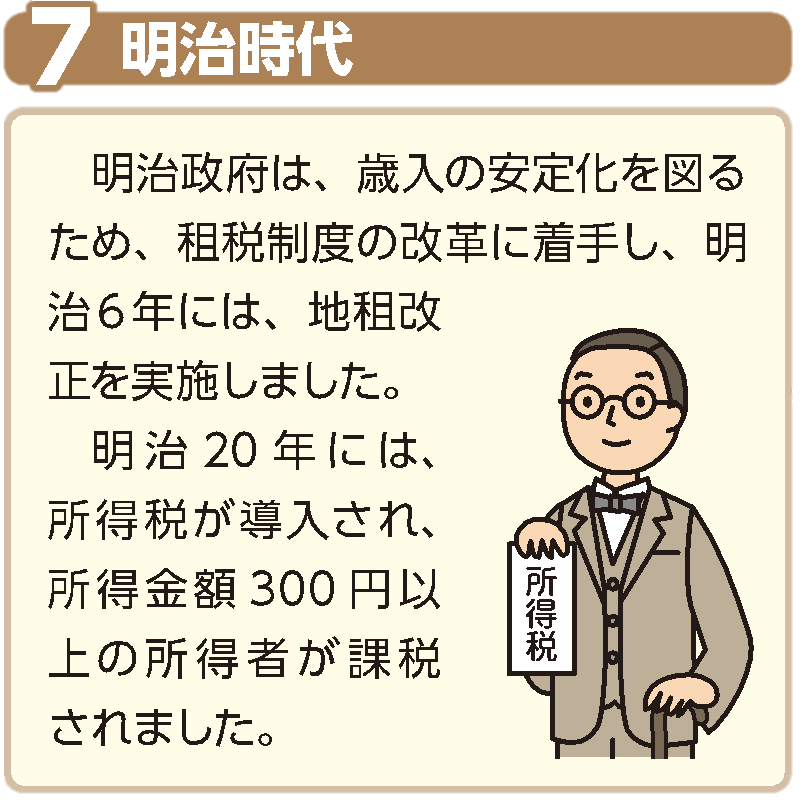 7 明治時代
明治政府は、歳入の安定化を図る
ため、租税制度の改革に着手し、明
治6年には、地租改
正を実施しました。
明治20年には、
所得税が導入され、
所得金額300円以
上の所得者が課税
されました。
所得税